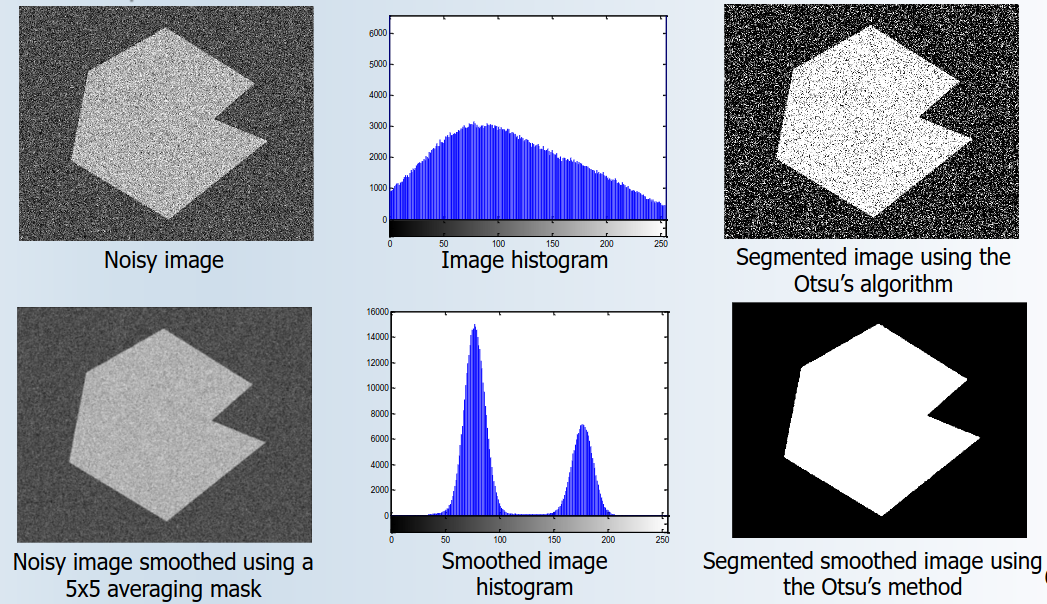 6000
5000
4000
3000
2000
1000
0
0 50 100 150 200 250
Noisy image
Image histogram
Segmented image using the
Otsu's algorithm
16000
14000
12000
10000
8000
6000
4000
2000
0
0 50 100 150 200 250
Noisy image smoothed using a
5x5 averaging mask
Smoothed image
histogram
Segmented smoothed image using
the Otsu's method